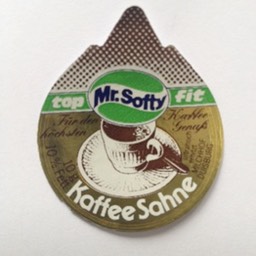 Mr. Softy
top fit
Für den Kaffee-
höchsten Genuß
10% Fett
Kaffee Sahne